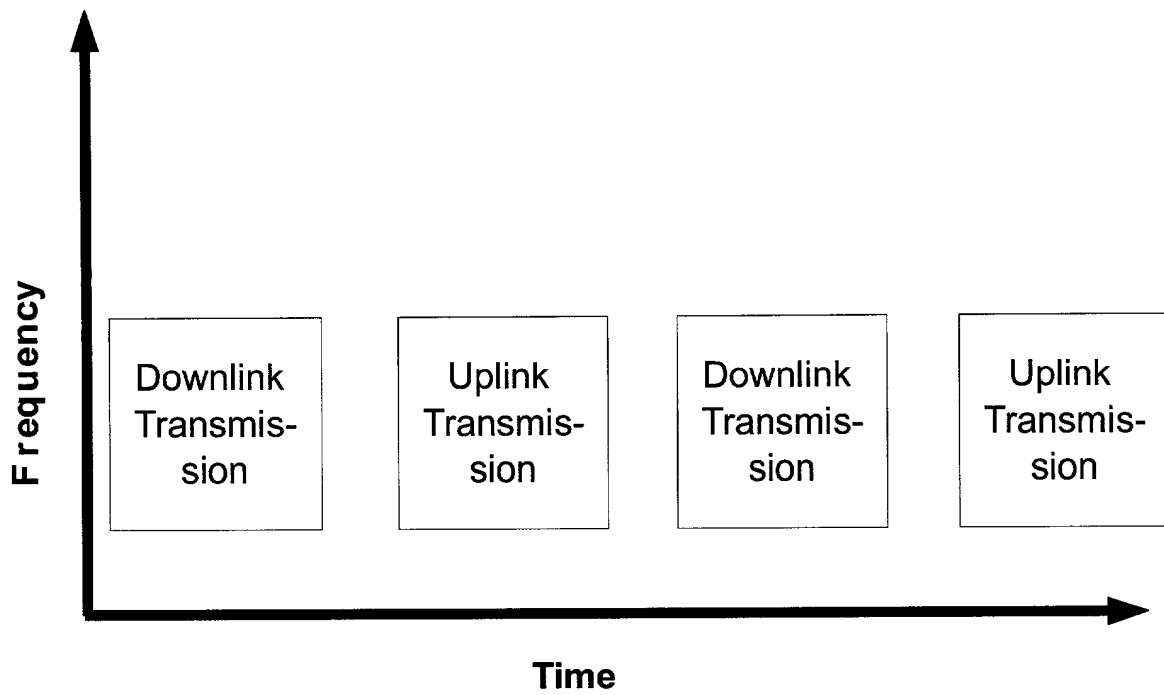 Frequency
Downlink
Transmis-
sion
Uplink
Transmis-
sion
Downlink
Transmis-
sion
Uplink
Transmis-
sion
Time